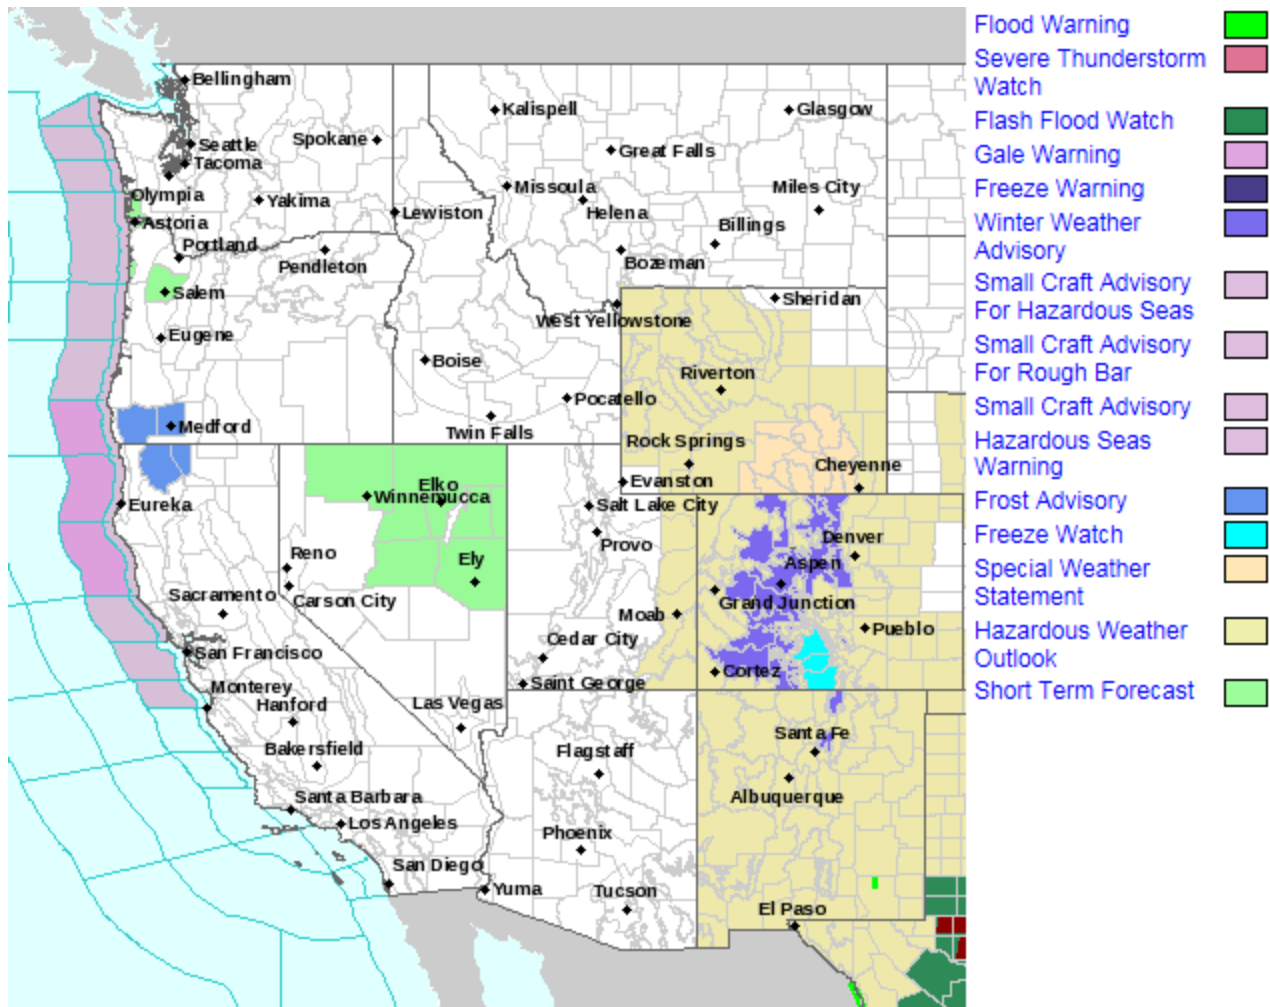 Bellingham
Kalispell
Glasgow
Seattle
Spokane
Great Falls
Tacoma
Olympia
Yakima
Missoula
Miles City
Astoria
Lewiston
Helena
Billings
Portland
Pendleton
Bozeman
Salem
Sheridan
Eugene
West Yellowstone
Boise
Riverton
Pocatello
Medford
Twin Falls
Rock Springs
Cheyenne
Evanston
Elko
Winnemucca
Eureka
Salt Lake City
Provo
Denver
Reno
Ely
Aspen
Sacramento
Carson City
Grand Junction
Moab
Pueblo
San Francisco
Cedar City
Cortez
Saint George
Monterey
Hanford
Las Vegas
Santa Fe
Bakersfield
Flagstaff
Albuquerque
Santa Barbara
Los Angeles
Phoenix
San Diego
Yuma
Tucson
El Paso
Flood Warning
Severe Thunderstorm
Watch
Flash Flood Watch
Gale Warning
Freeze Warning
Winter Weather
Advisory
Small Craft Advisory
For Hazardous Seas
Small Craft Advisory
For Rough Bar
Small Craft Advisory
Hazardous Seas
Warning
Frost Advisory
Freeze Watch
Special Weather
Statement
Hazardous Weather
Outlook
Short Term Forecast